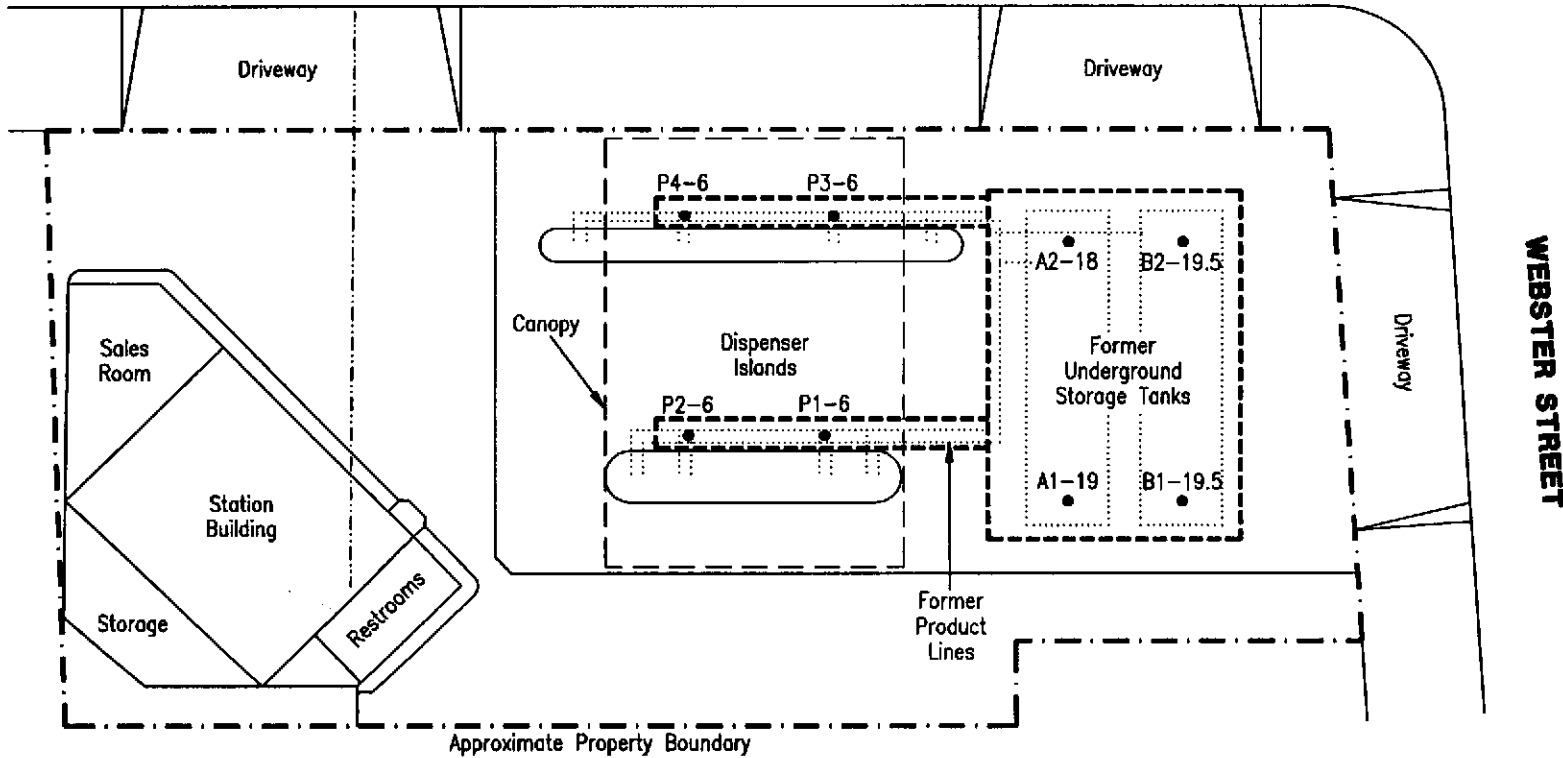 Driveway
Driveway
P4-6
P3-6
A2-18
B2-19.5
WEBSTER STREET
Canopy
Sales
Room
Dispenser
Islands
Former
Underground
Storage Tanks
Driveway
P2-6
P1-6
A1-19
B1-19.5
Station
Building
Restrooms
Storage
Former
Product
Lines
Approximate Property Boundary